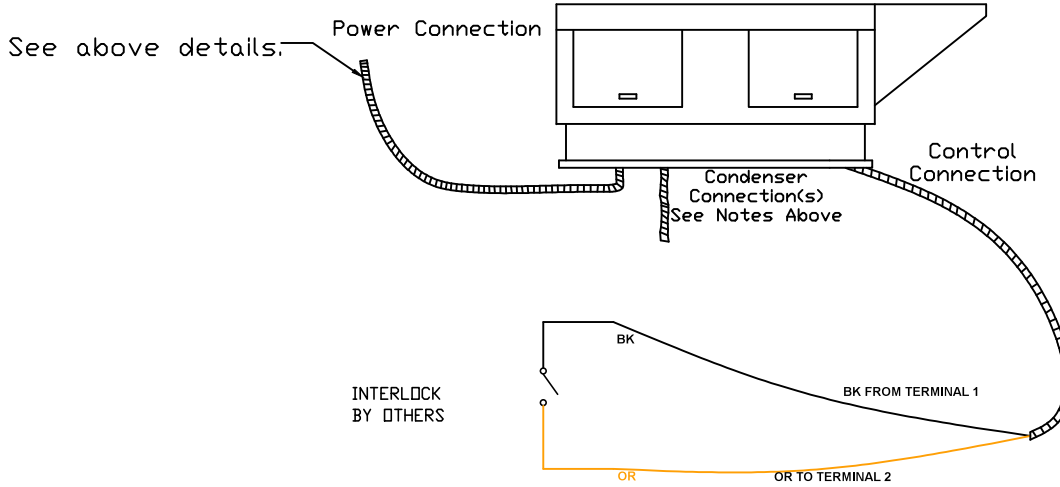 Power Connection
See above details.
Control
Connection
Condenser
Connection(s)
See Notes Above
BK
INTERLOCK
BY OTHERS
BK FROM TERMINAL 1
OR
OR TO TERMINAL 2